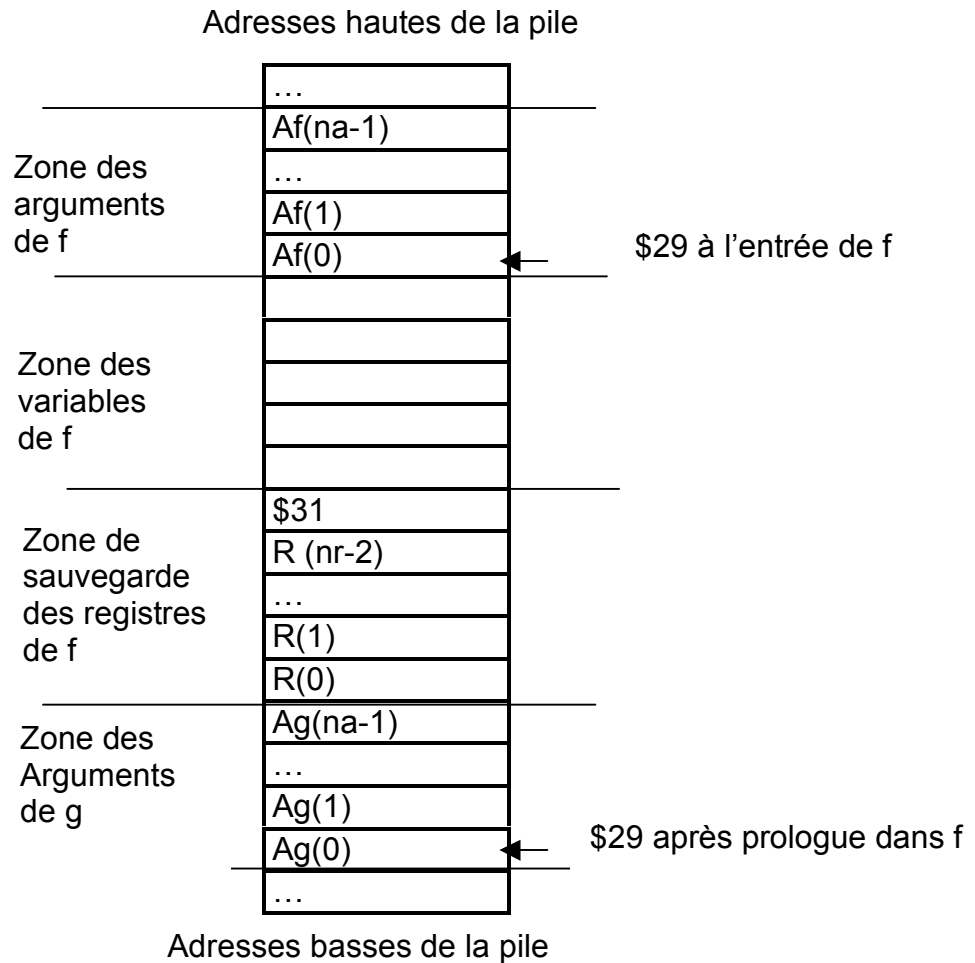 Adresses hautes de la pile
…
Af(na-1)
Zone des
arguments
de f
…
Af(1)
Af(0)
$29 à l’entrée de f
Zone des
variables
de f
$31
Zone de
sauvegarde
des registres
de f
R (nr-2)
…
R(1)
R(0)
Ag(na-1)
Zone des
Arguments
de g
…
Ag(1)
Ag(0)
$29 après prologue dans f
…
Adresses basses de la pile